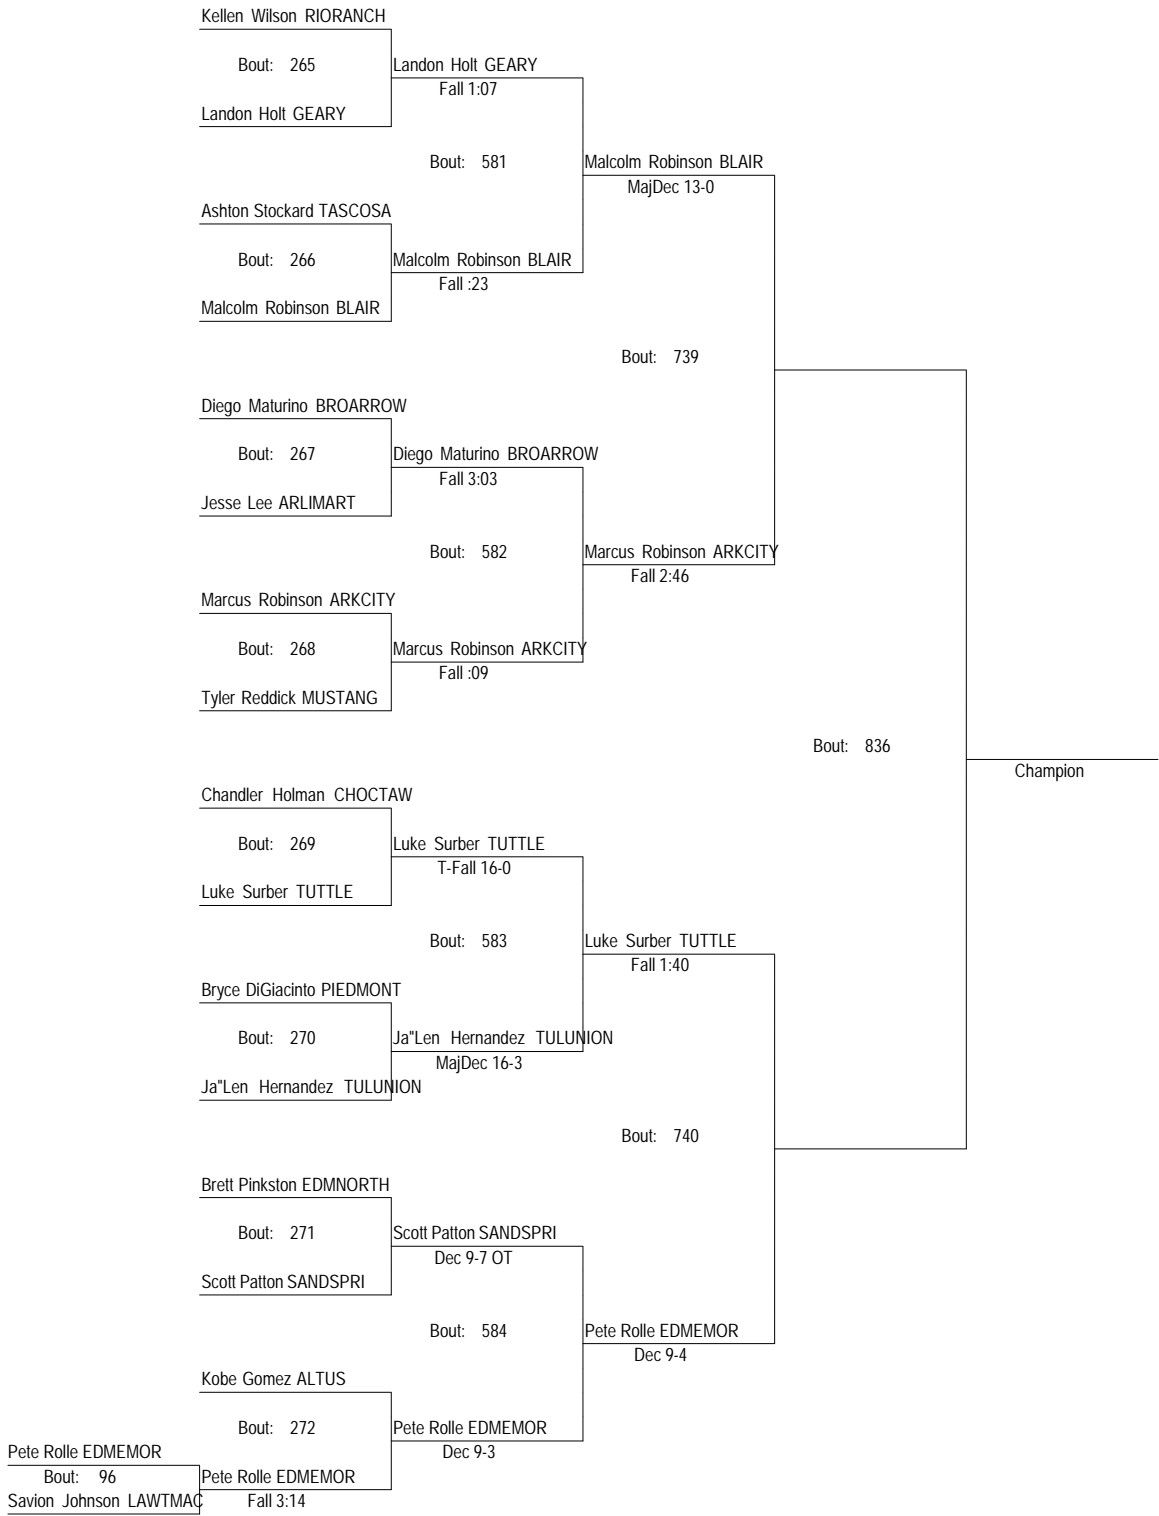 Kellen Wilson RIORANCH
Bout: 265
Landon Holt GEARY
Fall 1:07
Landon Holt GEARY
Bout: 581
Malcolm Robinson BLAIR
MajDec 13-0
Ashton Stockard TASCOSA
Bout: 266
Malcolm Robinson BLAIR
Fall :23
Malcolm Robinson BLAIR
Bout: 739
Diego Maturino BROARROW
Bout: 267
Diego Maturino BROARROW
Fall 3:03
Jesse Lee ARLIMART
Bout: 582
Marcus Robinson ARKCITY
Fall 2:46
Marcus Robinson ARKCITY
Bout: 268
Marcus Robinson ARKCITY
Fall :09
Tyler Reddick MUSTANG
Bout: 836
Champion
Chandler Holman CHOCTAW
Bout: 269
Luke Surber TUTTLE
T-Fall 16-0
Luke Surber TUTTLE
Bout: 583
Luke Surber TUTTLE
Fall 1:40
Bryce DiGiacinto PIEDMONT
Bout: 270
Ja"Len Hernandez TULUNION
MajDec 16-3
Ja"Len Hernandez TULUNION
Bout: 740
Brett Pinkston EDMNORTH
Bout: 271
Scott Patton SANDSPRI
Dec 9-7 OT
Scott Patton SANDSPRI
Bout: 584
Pete Rolle EDMEMOR
Dec 9-4
Kobe Gomez ALTUS
Bout: 272
Pete Rolle EDMEMOR
Dec 9-3
Pete Rolle EDMEMOR
Bout: 96
Pete Rolle EDMEMOR
Fall 3:14
Savion Johnson LAWTMAC